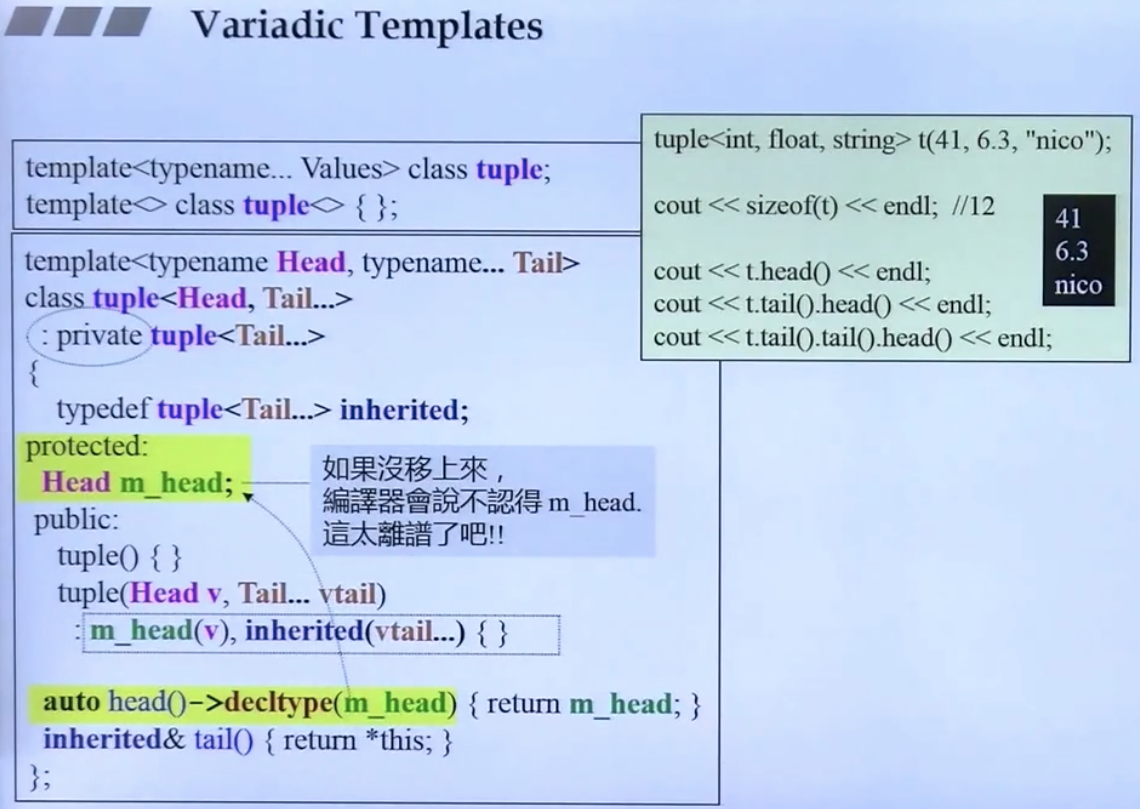 Variadic Templates
template<typename... Values> class tuple;
template<> class tuple<> { };
template<typename Head, typename... Tail>
class tuple<Head, Tail...>
: private tuple<Tail...>
{
typedef tuple<Tail...> inherited;
protected:
Head m_head;
public:
tuple() { }
tuple(Head v, Tail... vtail)
: m_head(v), inherited(vtail...) { }
auto head()->decltype(m_head) { return m_head; }
inherited& tail() { return *this; }
};
如果沒移上來，
編譯器會說不認得 m_head.
這太離譜了吧!!
tuple<int, float, string> t(41, 6.3, "nico");
cout << sizeof(t) << endl; //12
cout << t.head() << endl;
cout << t.tail().head() << endl;
cout << t.tail().tail().head() << endl;
41
6.3
nico